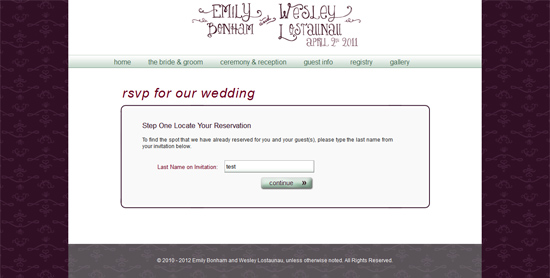 Emily and Wesley
Bonham Lostaunau
April 2nd 2011
home the bride & groom ceremony & reception guest info registry gallery
rsvp for our wedding
Step One Locate Your Reservation
To find the spot that we have already reserved for you and your guest(s), please type the last name from
your invitation below.
Last Name on Invitation: test
continue »
© 2010 - 2012 Emily Bonham and Wesley Lostaunau, unless otherwise noted. All Rights Reserved.